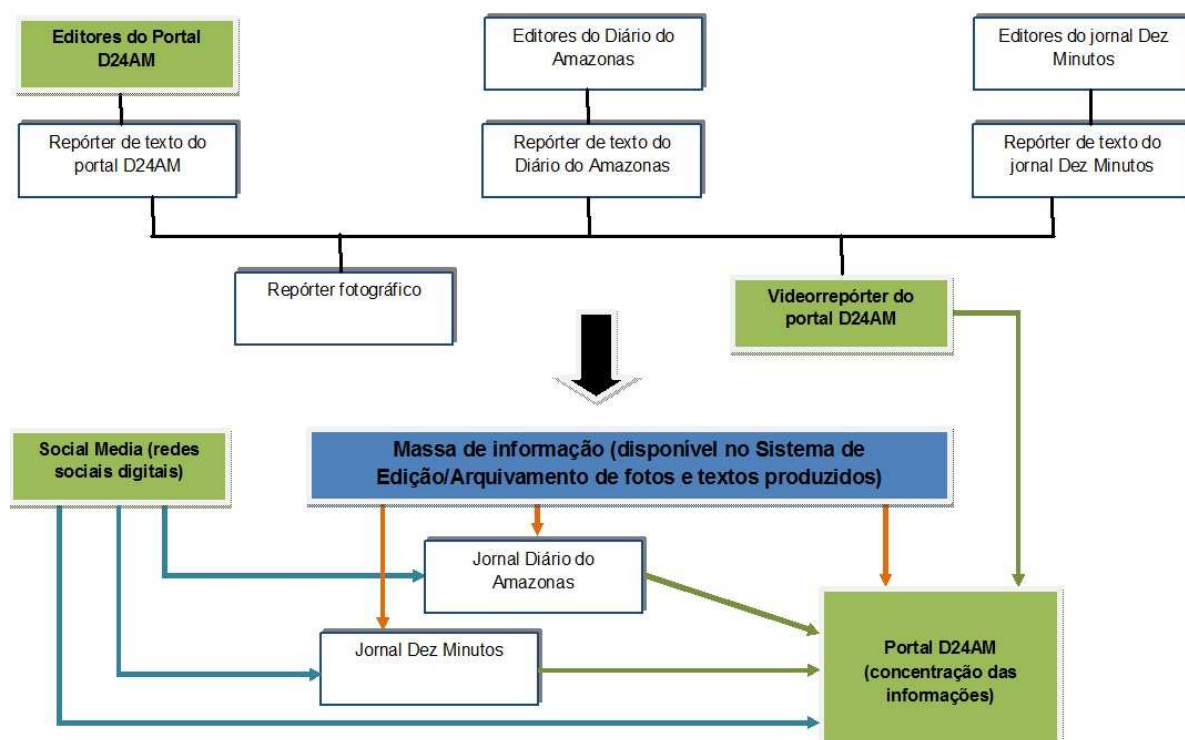 Editores do Portal
D24AM
Editores do Diário do
Amazonas
Editores do jornal Dez
Minutos
Repórter de texto do
portal D24AM
Repórter de texto do
Diário do Amazonas
Repórter de texto do
jornal Dez Minutos
Repórter fotográfico
Videorrepórter do
portal D24AM
Social Media (redes
sociais digitais)
Massa de informação (disponível no Sistema de
Edição/Arquivamento de fotos e textos produzidos)
Jornal Diário do
Amazonas
Jornal Dez Minutos
Portal D24AM
(concentração das
informações)